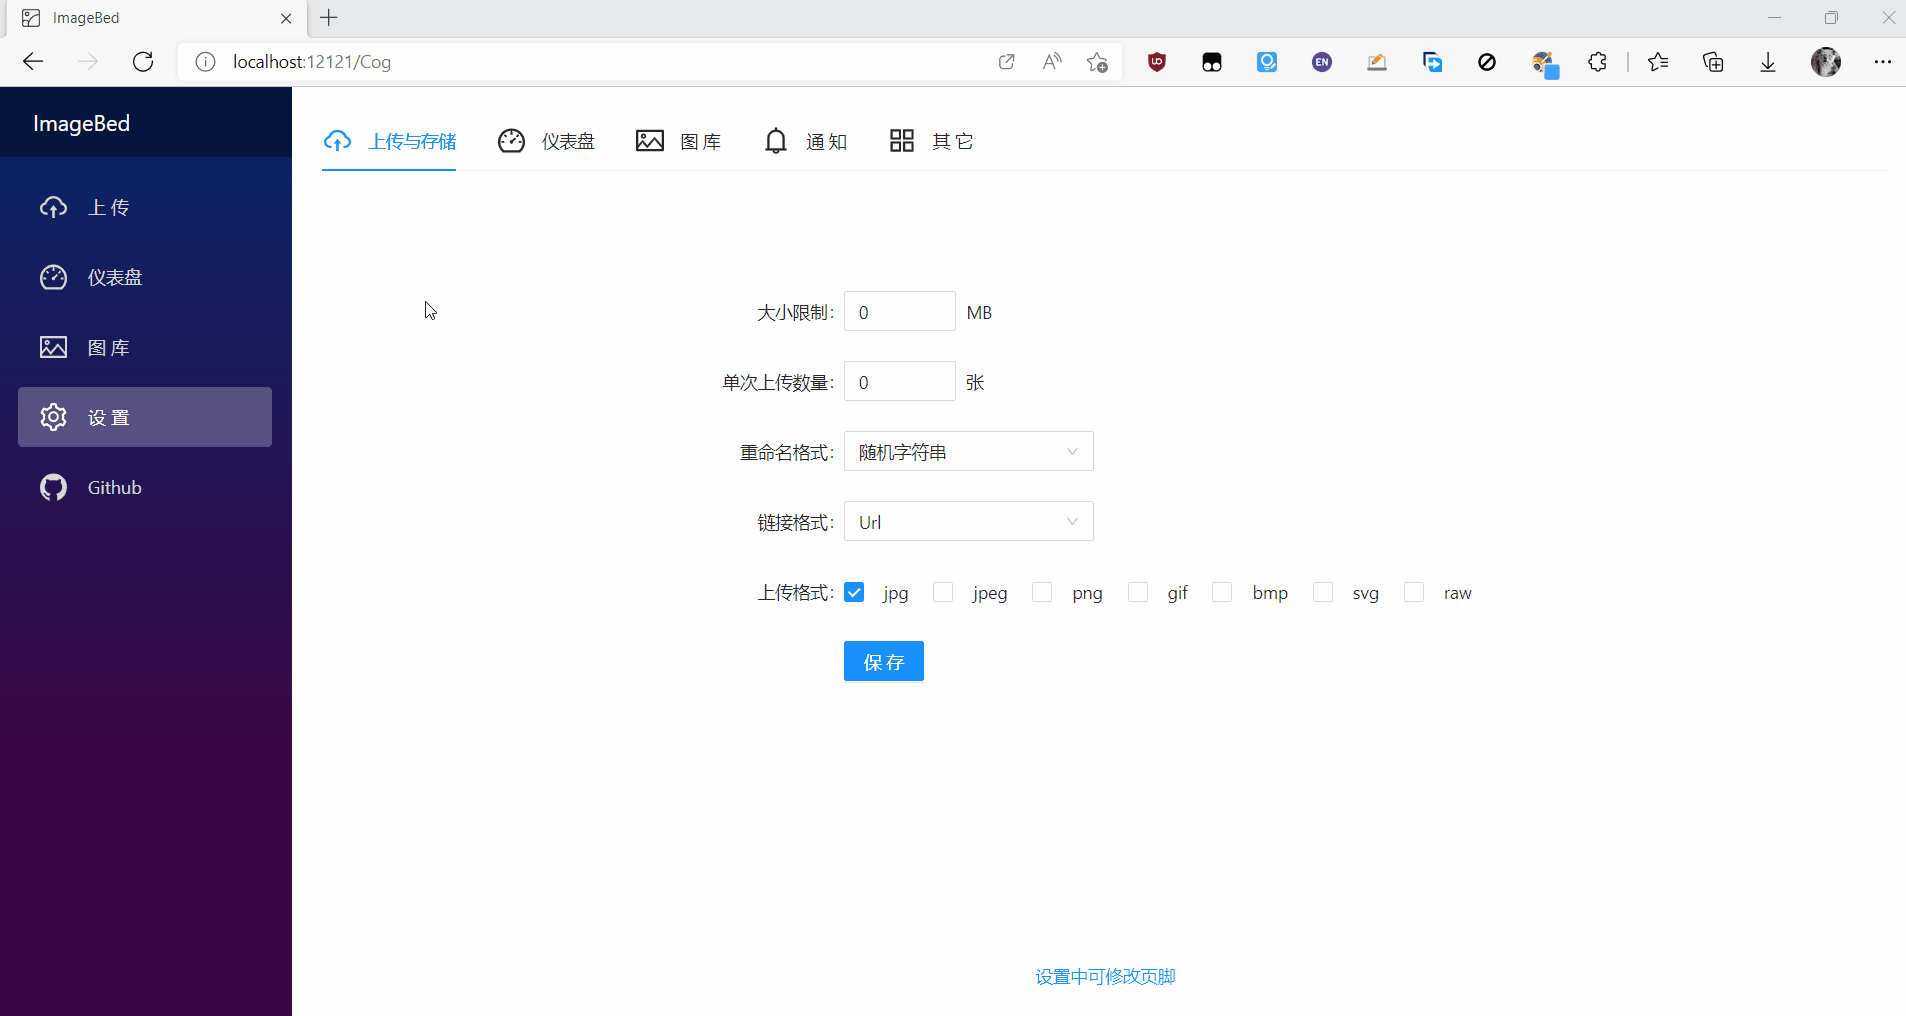 ImageBed
localhost:12121/Cog
EN
ImageBed
上传
仪表盘
图库
设置
Github
上传与存储 仪表盘 图库 通知 其它
大小限制: 0 MB
单次上传数量: 0 张
重命名格式: 随机字符串
链接格式: Url
上传格式: jpg jpeg png gif bmp svg raw
保存
设置中可修改页脚